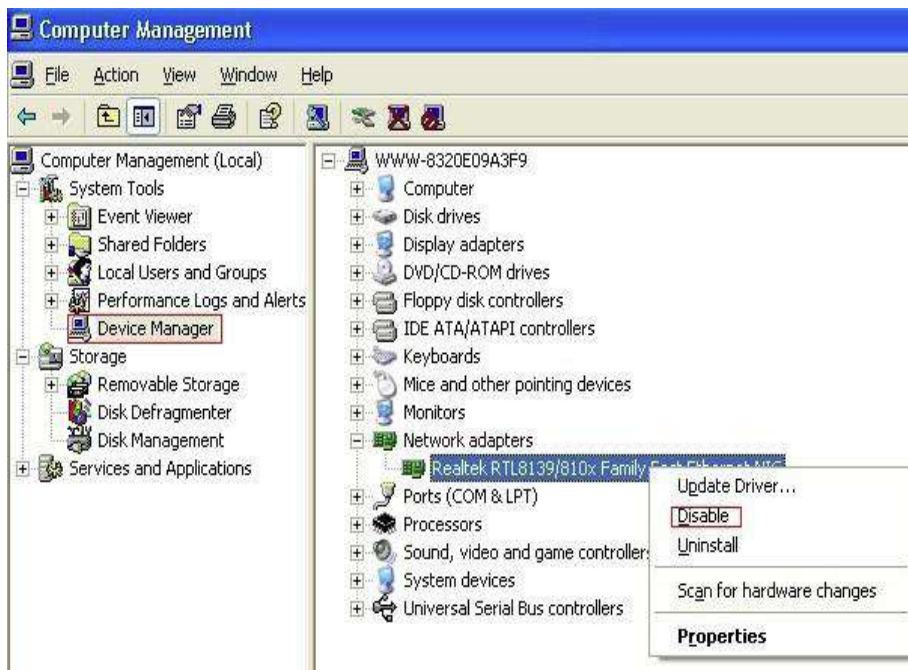 Computer Management
File Action View Window Help
Computer Management (Local)
System Tools
Event Viewer
Shared Folders
Local Users and Groups
Performance Logs and Alerts
Device Manager
Storage
Removable Storage
Disk Defragmenter
Disk Management
Services and Applications
WWW-8320E09A3F9
Computer
Disk drives
Display adapters
DVD/CD-ROM drives
Floppy disk controllers
IDE ATA/ATAPI controllers
Keyboards
Mice and other pointing devices
Monitors
Network adapters
Realtek RTL8139/810x Family Fast Ethernet NIC
Ports (COM & LPT)
Processors
Sound, video and game controllers
System devices
Universal Serial Bus controllers
Update Driver...
Disable
Uninstall
Scan for hardware changes
Properties